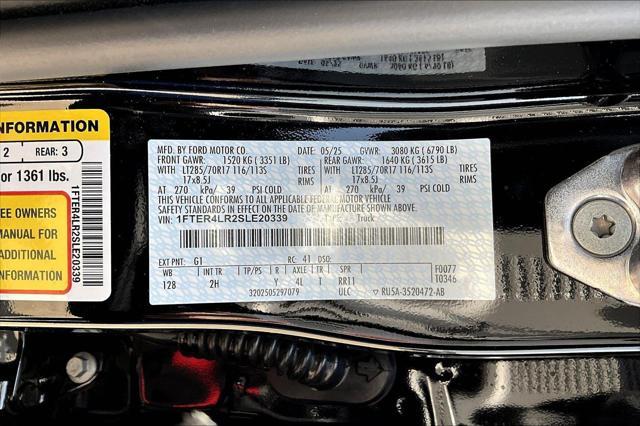 INFORMATION
2 REAR: 3
or 1361 lbs.
EE OWNERS
MANUAL FOR
ADDITIONAL
FORMATION
1FTER4LR2SLE20339
MFD. BY FORD MOTOR CO. DATE: 05/25 GVWR: 3080 KG ( 6790 LB)
FRONT GAWR: 1520 KG ( 3351 LB) REAR GAWR: 1640 KG ( 3615 LB)
WITH LT285/70R17 116/113S TIRES WITH LT285/70R17 116/113S TIRES
17x8.5J RIMS 17x8.5J RIMS
AT 270 kPa/ 39 PSI COLD AT 270 kPa/ 39 PSI COLD
THIS VEHICLE CONFORMS TO ALL APPLICABLE FEDERAL MOTOR VEHICLE
SAFETY AND THEFT PREVENTION STANDARDS IN EFFECT ON THE DATE OF MANUFACTURE
VIN: 1FTER4LR2SLE20339 Truck
EXT PNT: G1 RC: 41 DSO:
WB INT TR TP/PS R AXLE TR SPR F0077
128 2H Y 4L T RR11 T0346
3202505297079 ULC RU5A-3520472-AB